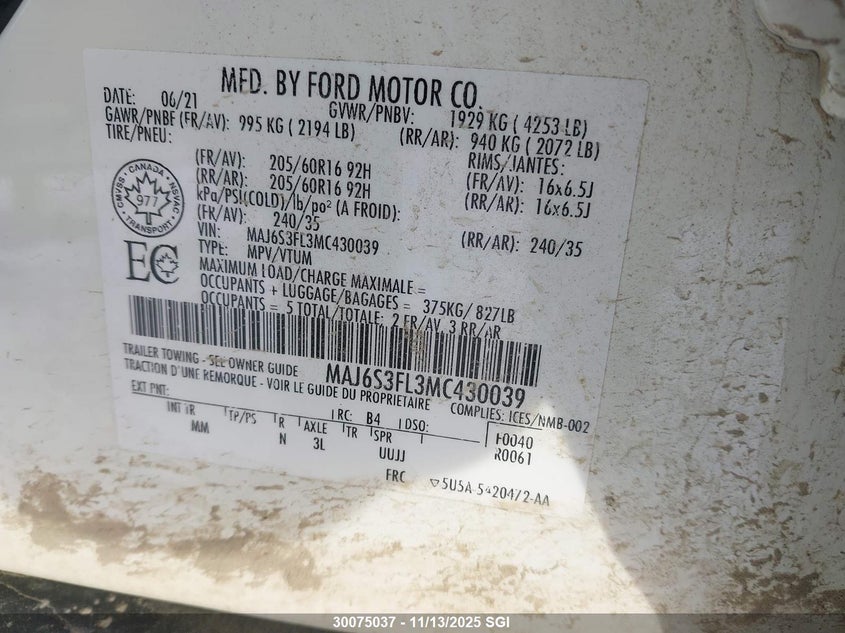 MFD. BY FORD MOTOR CO.
DATE: 06/21 GVWR/PNBV: 1929 KG ( 4253 LB)
GAWR/PNBF (FR/AV): 995 KG ( 2194 LB) (RR/AR): 940 KG ( 2072 LB)
TIRE/PNEU: RIMS/JANTES:
(FR/AV): 205/60R16 92H (FR/AV): 16x6.5J
(RR/AR): 205/60R16 92H (RR/AR): 16x6.5J
kPa/PSI(COLD)/lb/po² (A FROID):
(FR/AV): 240/35 (RR/AR): 240/35
VIN: MAJ6S3FL3MC430039
TYPE: MPV/VTUM
CANADA
CMVSS NSVAC
977
TRANSPORT
EC
MAXIMUM LOAD/CHARGE MAXIMALE =
OCCUPANTS + LUGGAGE/BAGAGES = 375KG/ 827LB
OCCUPANTS = 5 TOTAL/TOTALE, 2 FR/AV, 3 RR/AR
TRAILER TOWING - SEE OWNER GUIDE MAJ6S3FL3MC430039
TRACTION D'UNE REMORQUE - VOIR LE GUIDE DU PROPRIETAIRE COMPLIES: ICES/NMB-002
EXT PNT: RC: B4 DSO: F0040
INT TR TP/PS R AXLE TR SPR R0061
MM N 3L UUJJ
FRC ▽5U5A-5420472-AA
30075037 - 11/13/2025 SGI